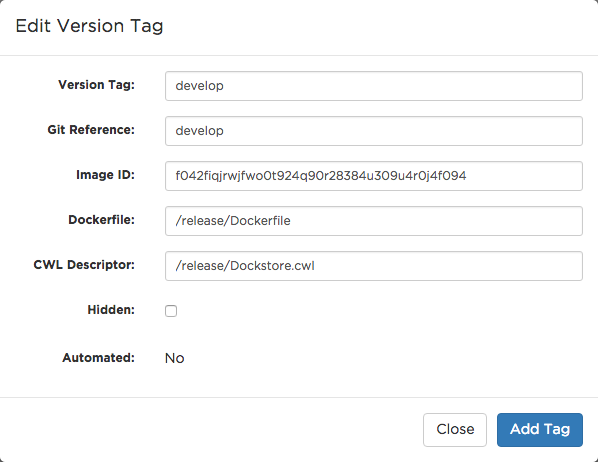 Edit Version Tag
Version Tag: develop
Git Reference: develop
Image ID: f042fiqjrwjfwo0t924q90r28384u309u4r0j4f094
Dockerfile: /release/Dockerfile
CWL Descriptor: /release/Dockstore.cwl
Hidden:
Automated: No
Close Add Tag